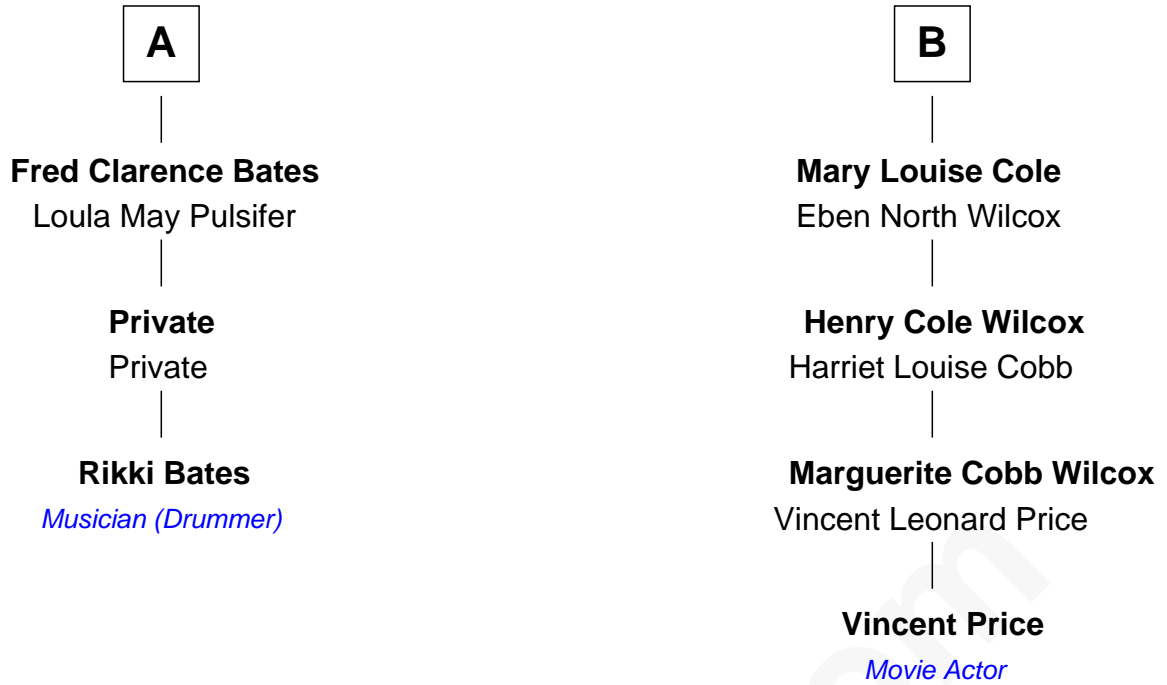 A
Fred Clarence Bates
Loula May Pulsifer
Private
Private
Rikki Bates
Musician (Drummer)
B
Mary Louise Cole
Eben North Wilcox
Henry Cole Wilcox
Harriet Louise Cobb
Marguerite Cobb Wilcox
Vincent Leonard Price
Vincent Price
Movie Actor
om